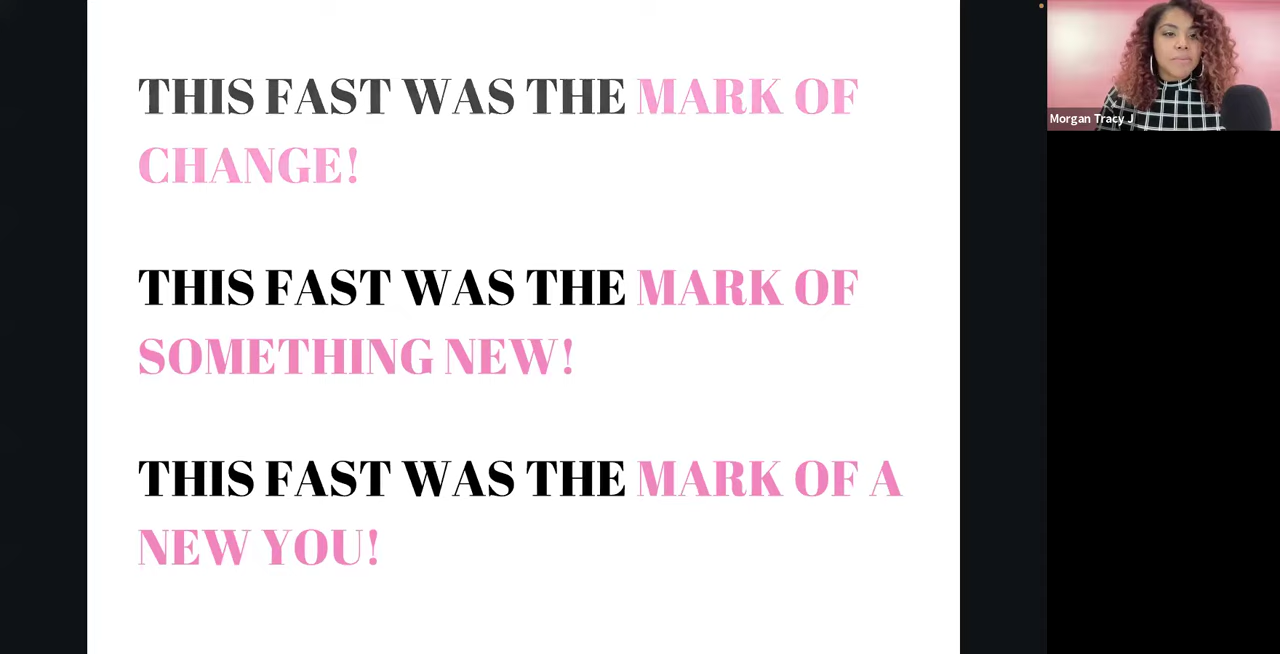 THIS FAST WAS THE MARK OF
CHANGE!
THIS FAST WAS THE MARK OF
SOMETHING NEW!
THIS FAST WAS THE MARK OF A
NEW YOU!
Morgan Tracy J